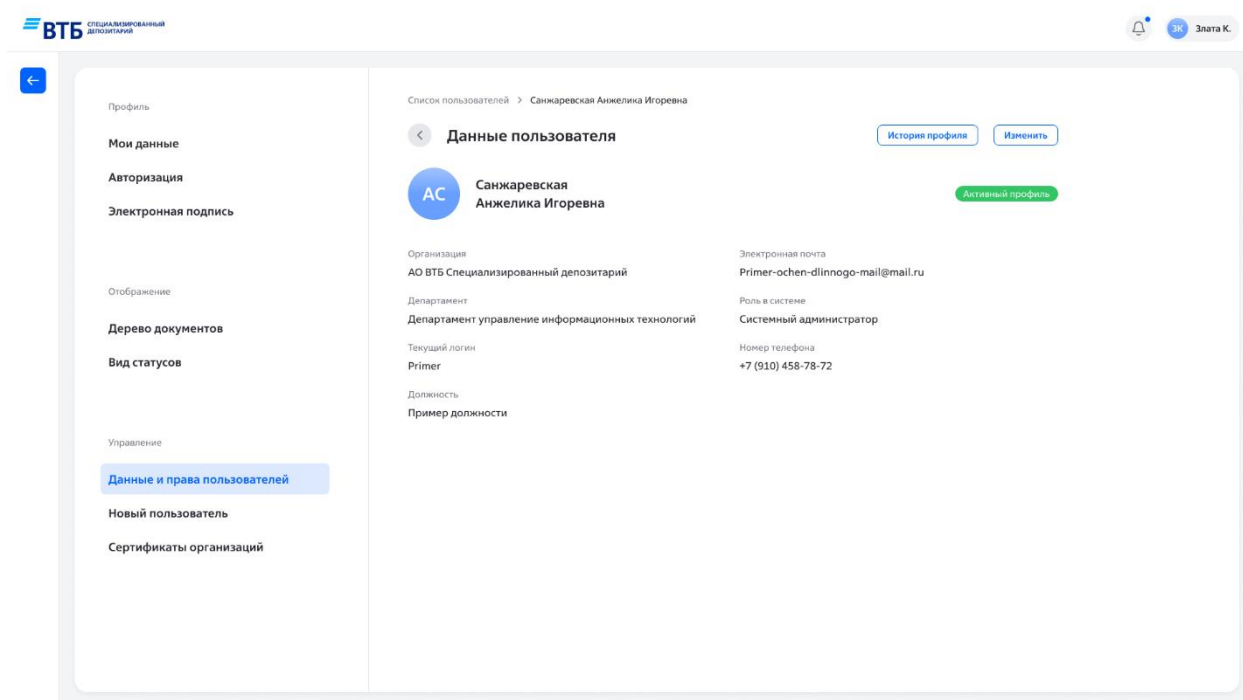 ВТБ СПЕЦИАЛИЗИРОВАННЫЙ
ДЕПОЗИТАРИЙ
ЗК Злата К.
Профиль
Мои данные
Авторизация
Электронная подпись
Отображение
Дерево документов
Вид статусов
Управление
Данные и права пользователей
Новый пользователь
Сертификаты организаций
Список пользователей > Санжаревская Анжелика Игоревна
Данные пользователя
История профиля
Изменить
АС
Санжаревская
Анжелика Игоревна
Активный профиль
Организация
АО ВТБ Специализированный депозитарий
Департамент
Департамент управление информационных технологий
Текущий логин
Primer
Должность
Пример должности
Электронная почта
Primer-ochen-dlinnogo-mail@mail.ru
Роль в системе
Системный администратор
Номер телефона
+7 (910) 458-78-72